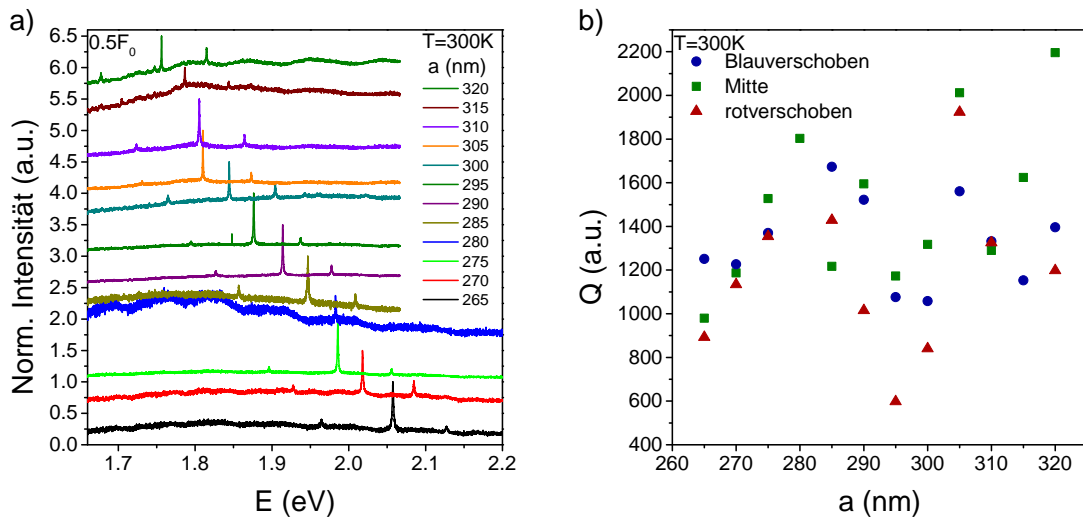 a)
0.5F₀
T=300K
a (nm)
320
315
310
305
300
295
290
285
280
275
270
265
Norm. Intensität (a.u.)
6.5
6.0
5.5
5.0
4.5
4.0
3.5
3.0
2.5
2.0
1.5
1.0
0.5
0.0
1.7 1.8 1.9 2.0 2.1 2.2
E (eV)
b)
T=300K
Blauverschoben
Mitte
rotverschoben
Q (a.u.)
2200
2000
1800
1600
1400
1200
1000
800
600
400
260 270 280 290 300 310 320
a (nm)